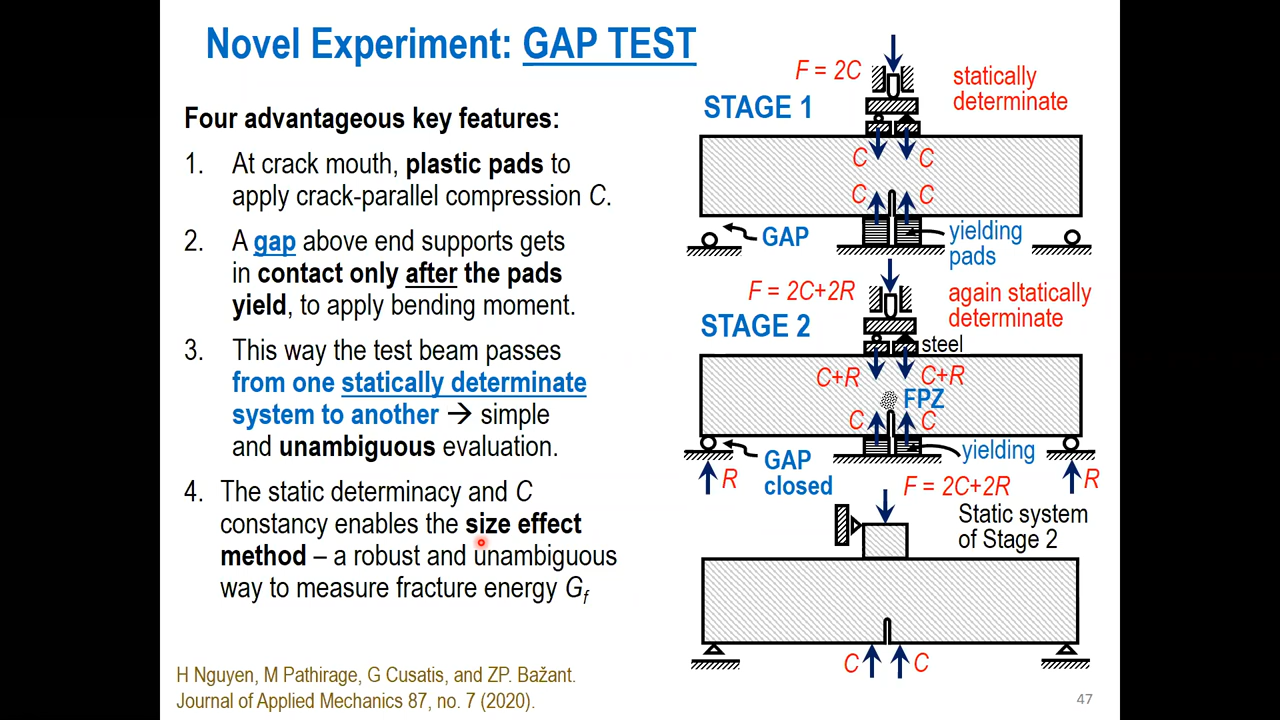 Novel Experiment: GAP TEST
Four advantageous key features:
1. At crack mouth, plastic pads to
apply crack-parallel compression C.
2. A gap above end supports gets
in contact only after the pads
yield, to apply bending moment.
3. This way the test beam passes
from one statically determinate
system to another → simple
and unambiguous evaluation.
4. The static determinacy and C
constancy enables the size effect
method – a robust and unambiguous
way to measure fracture energy Gf
H Nguyen, M Pathirage, G Cusatis, and ZP. Bažant.
Journal of Applied Mechanics 87, no. 7 (2020).
F = 2C
statically
determinate
STAGE 1
C C
C C
GAP
yielding
pads
F = 2C+2R
again statically
determinate
STAGE 2
steel
C+R C+R
FPZ
C C
GAP
closed
yielding
R R
F = 2C+2R
Static system
of Stage 2
C C
47